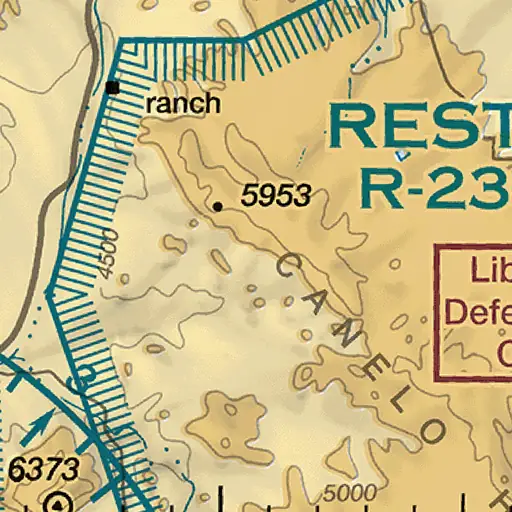 ranch
REST
5953
R-23
4500
Lib
Defe
C
CANELO
6373
5000